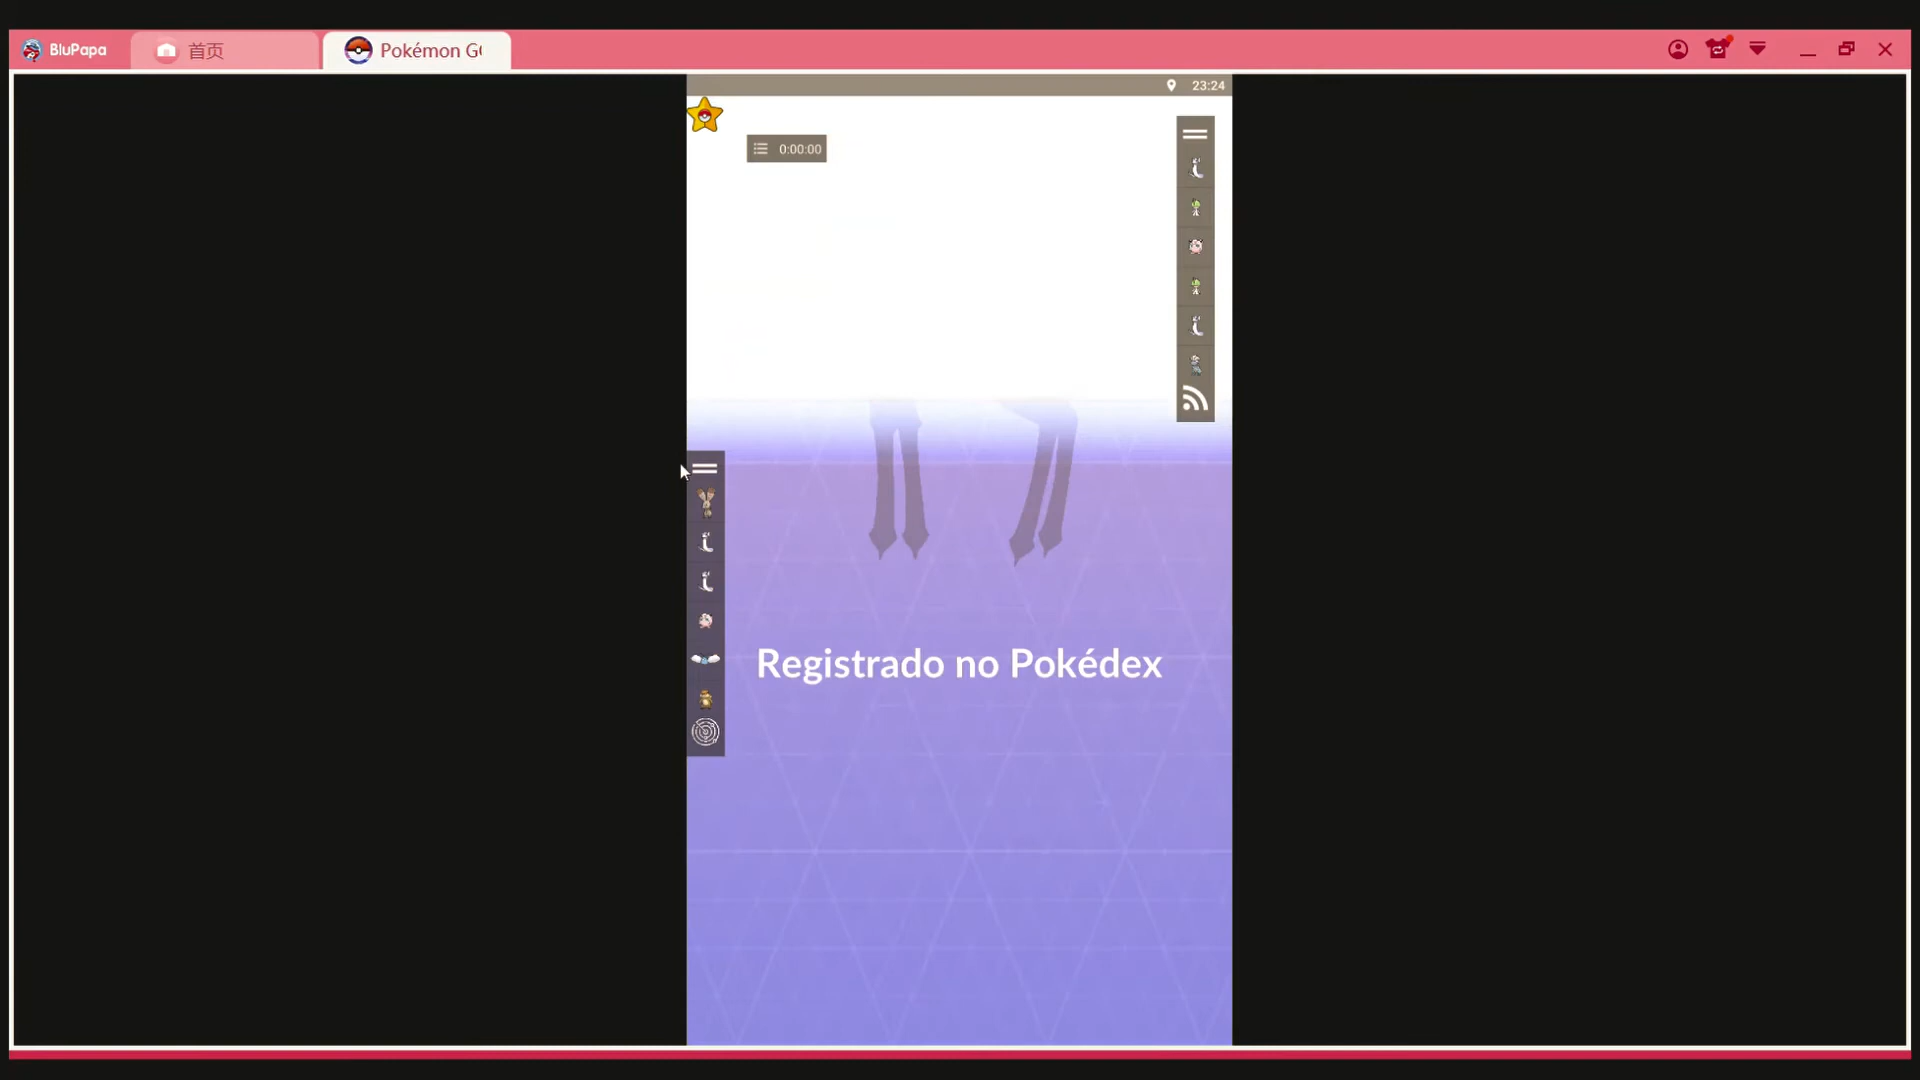 BluPapa
首页
Pokémon G
23:24
0:00:00
Registrado no Pokédex